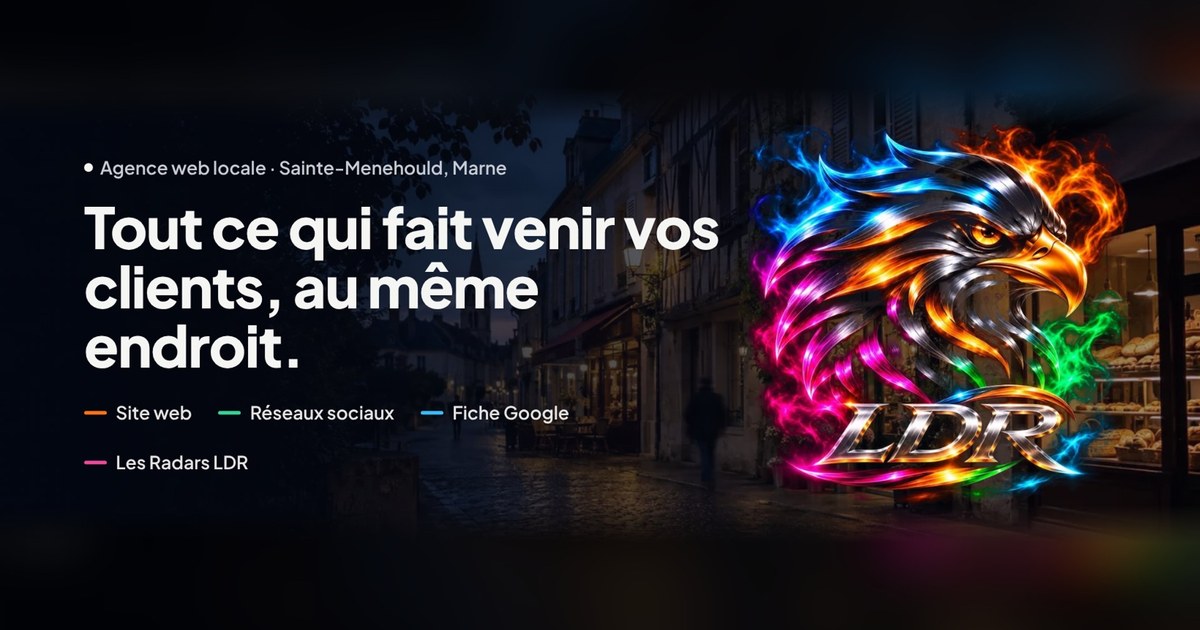 Agence web locale · Sainte-Menehould, Marne
Tout ce qui fait venir vos
clients, au même
endroit.
Site web
Réseaux sociaux
Fiche Google
Les Radars LDR
LDR